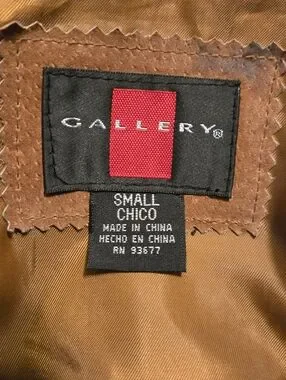 GALLERY®
SMALL
CHICO
MADE IN CHINA
HECHO EN CHINA
RN 93677